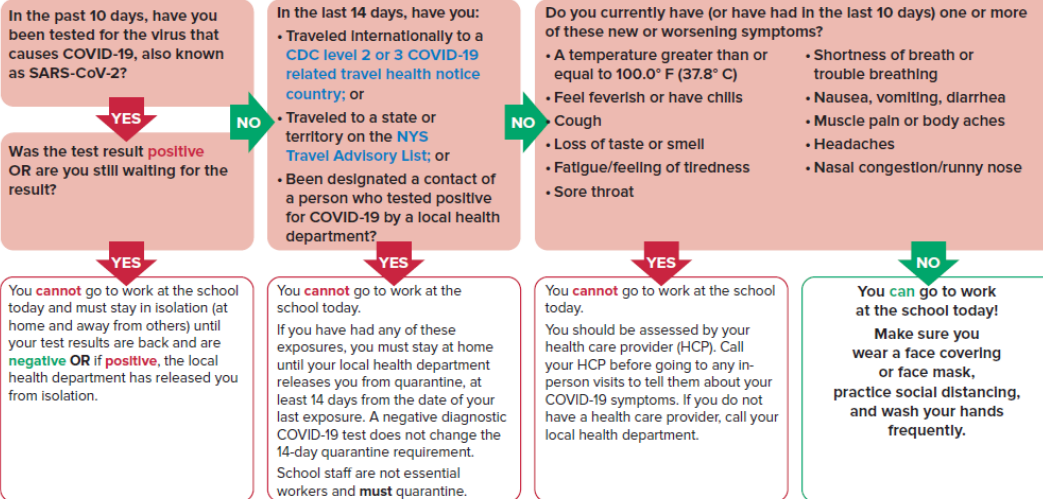 In the past 10 days, have you
been tested for the virus that
causes COVID-19, also known
as SARS-CoV-2?
YES
NO
Was the test result positive
OR are you still waiting for the
result?
YES
You cannot go to work at the school
today and must stay in isolation (at
home and away from others) until
your test results are back and are
negative OR if positive, the local
health department has released you
from isolation.
In the last 14 days, have you:
• Traveled internationally to a
CDC level 2 or 3 COVID-19
related travel health notice
country; or
• Traveled to a state or
territory on the NYS
Travel Advisory List; or
• Been designated a contact of
a person who tested positive
for COVID-19 by a local health
department?
NO
YES
You cannot go to work at the
school today.
If you have had any of these
exposures, you must stay at home
until your local health department
releases you from quarantine, at
least 14 days from the date of your
last exposure. A negative diagnostic
COVID-19 test does not change the
14-day quarantine requirement.
School staff are not essential
workers and must quarantine.
Do you currently have (or have had in the last 10 days) one or more
of these new or worsening symptoms?
• A temperature greater than or
equal to 100.0° F (37.8° C)
• Feel feverish or have chills
• Cough
• Loss of taste or smell
• Fatigue/feeling of tiredness
• Sore throat
• Shortness of breath or
trouble breathing
• Nausea, vomiting, diarrhea
• Muscle pain or body aches
• Headaches
• Nasal congestion/runny nose
YES
You cannot go to work at the school
today.
You should be assessed by your
health care provider (HCP). Call
your HCP before going to any in-
person visits to tell them about your
COVID-19 symptoms. If you do not
have a health care provider, call your
local health department.
NO
You can go to work
at the school today!
Make sure you
wear a face covering
or face mask,
practice social distancing,
and wash your hands
frequently.